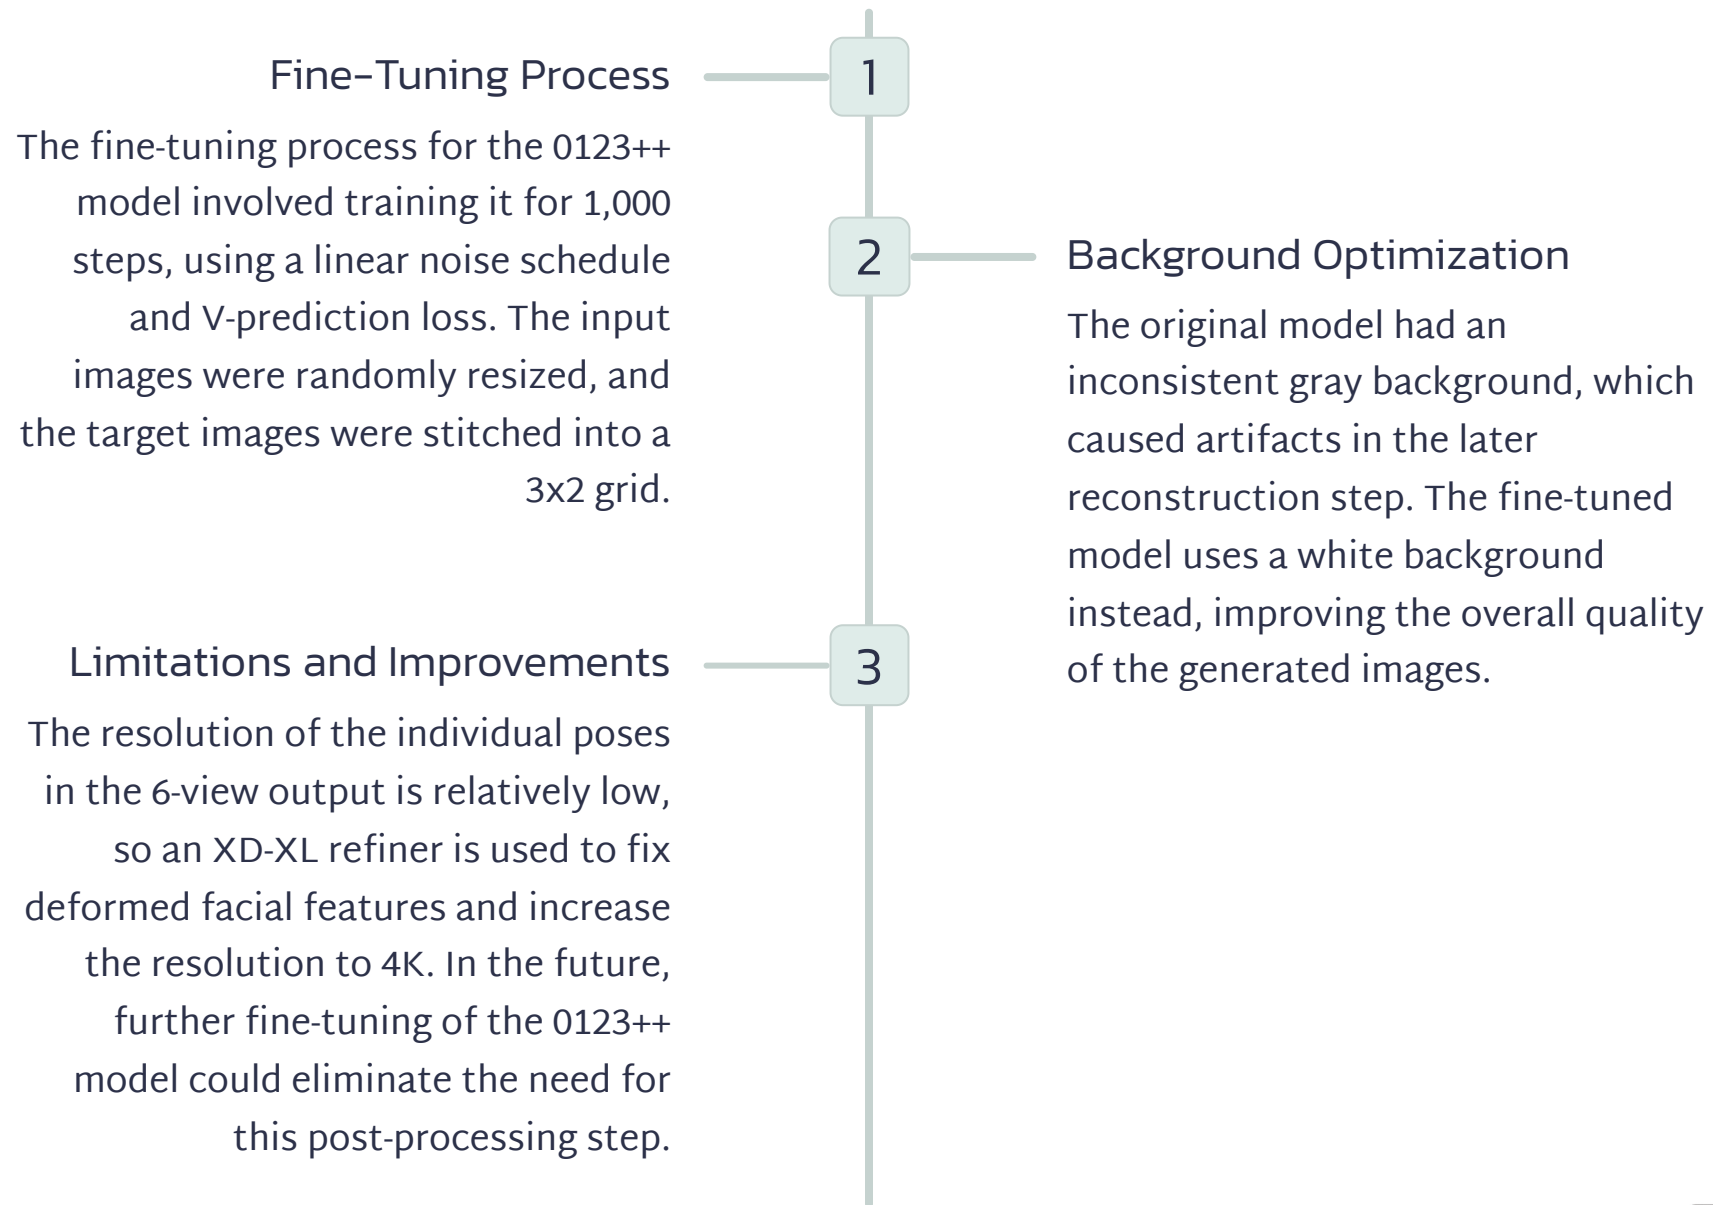 1
Fine-Tuning Process
The fine-tuning process for the 0123++
model involved training it for 1,000
steps, using a linear noise schedule
and V-prediction loss. The input
images were randomly resized, and
the target images were stitched into a
3x2 grid.
2
Background Optimization
The original model had an
inconsistent gray background, which
caused artifacts in the later
reconstruction step. The fine-tuned
model uses a white background
instead, improving the overall quality
of the generated images.
3
Limitations and Improvements
The resolution of the individual poses
in the 6-view output is relatively low,
so an XD-XL refiner is used to fix
deformed facial features and increase
the resolution to 4K. In the future,
further fine-tuning of the 0123++
model could eliminate the need for
this post-processing step.